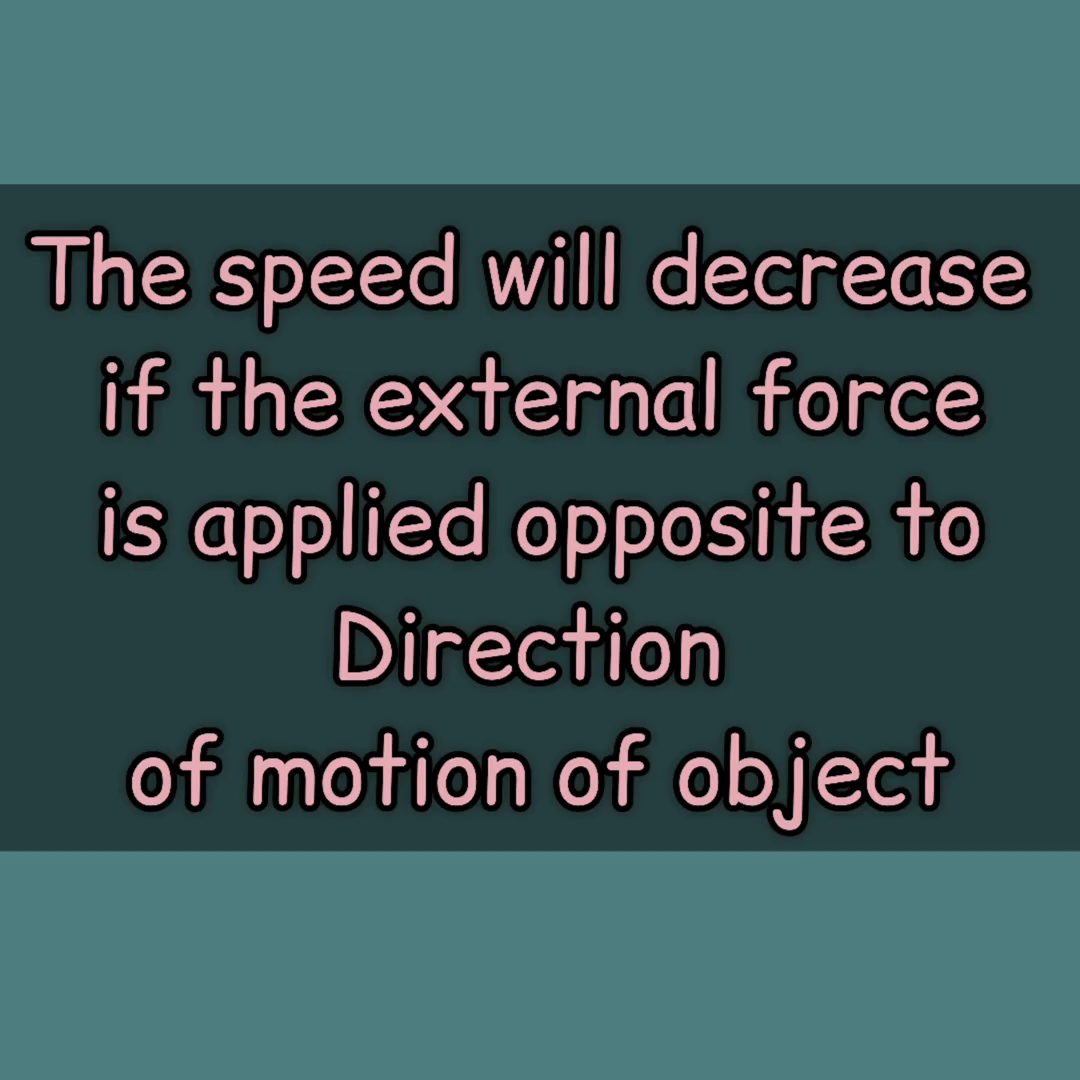 The speed will decrease
if the external force
is applied opposite to
Direction
of motion of object